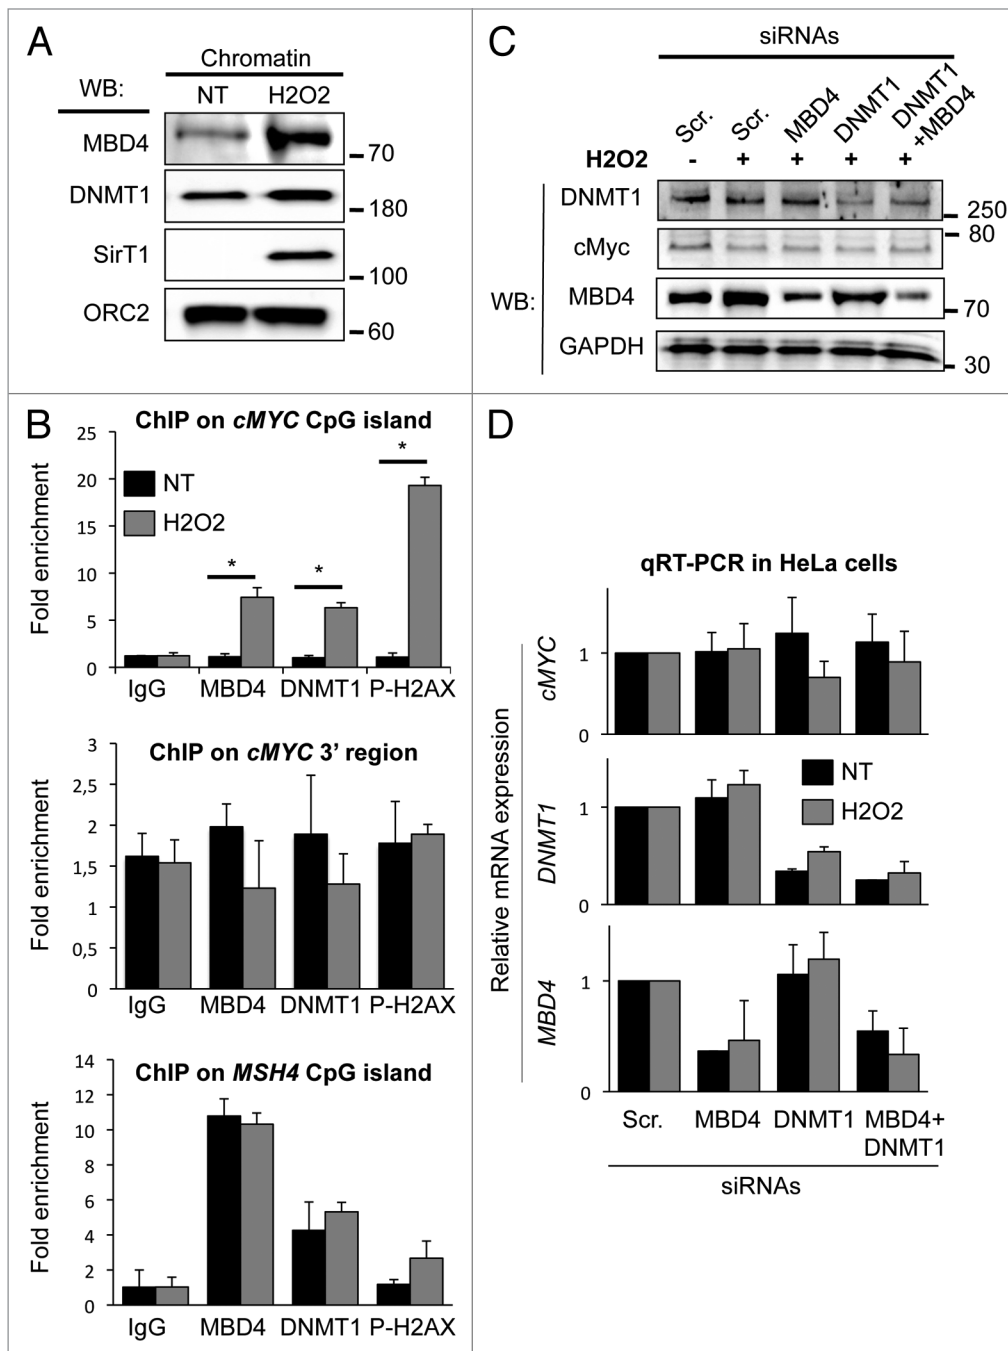 A
Chromatin
WB:
NT H2O2
MBD4
70
DNMT1
180
SirT1
100
ORC2
60
C
siRNAs
Scr. Scr. MBD4 DNMT1 DNMT1 +MBD4
H2O2 - + + + +
DNMT1
250
80
cMyc
WB:
MBD4
70
GAPDH
30
B
ChIP on cMYC CpG island
Fold enrichment
25
20
15
10
5
0
NT
H2O2
* * *
IgG MBD4 DNMT1 P-H2AX
ChIP on cMYC 3’ region
Fold enrichment
3
2,5
2
1,5
1
0,5
0
IgG MBD4 DNMT1 P-H2AX
ChIP on MSH4 CpG island
Fold enrichment
14
12
10
8
6
4
2
0
IgG MBD4 DNMT1 P-H2AX
D
qRT-PCR in HeLa cells
Relative mRNA expression
cMYC
1
0
DNMT1
1
0
NT
H2O2
MBD4
1
0
Scr. MBD4 DNMT1 MBD4+
DNMT1
siRNAs